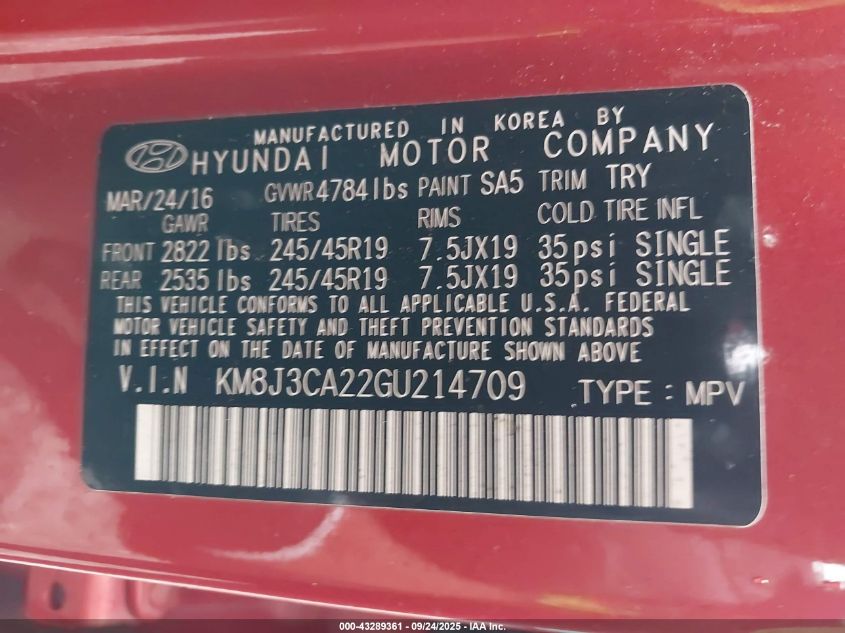 MANUFACTURED IN KOREA BY
HYUNDAI MOTOR COMPANY
MAR/24/16 GVWR 4784 lbs PAINT SA5 TRIM TRY
GAWR TIRES RIMS COLD TIRE INFL
FRONT 2822 lbs 245/45R19 7.5JX19 35psi SINGLE
REAR 2535 lbs 245/45R19 7.5JX19 35psi SINGLE
THIS VEHICLE CONFORMS TO ALL APPLICABLE U.S.A. FEDERAL
MOTOR VEHICLE SAFETY AND THEFT PREVENTION STANDARDS
IN EFFECT ON THE DATE OF MANUFACTURE SHOWN ABOVE
V.I.N KM8J3CA22GU214709 TYPE : MPV
000-43289361 - 09/24/2025 - IAA Inc.